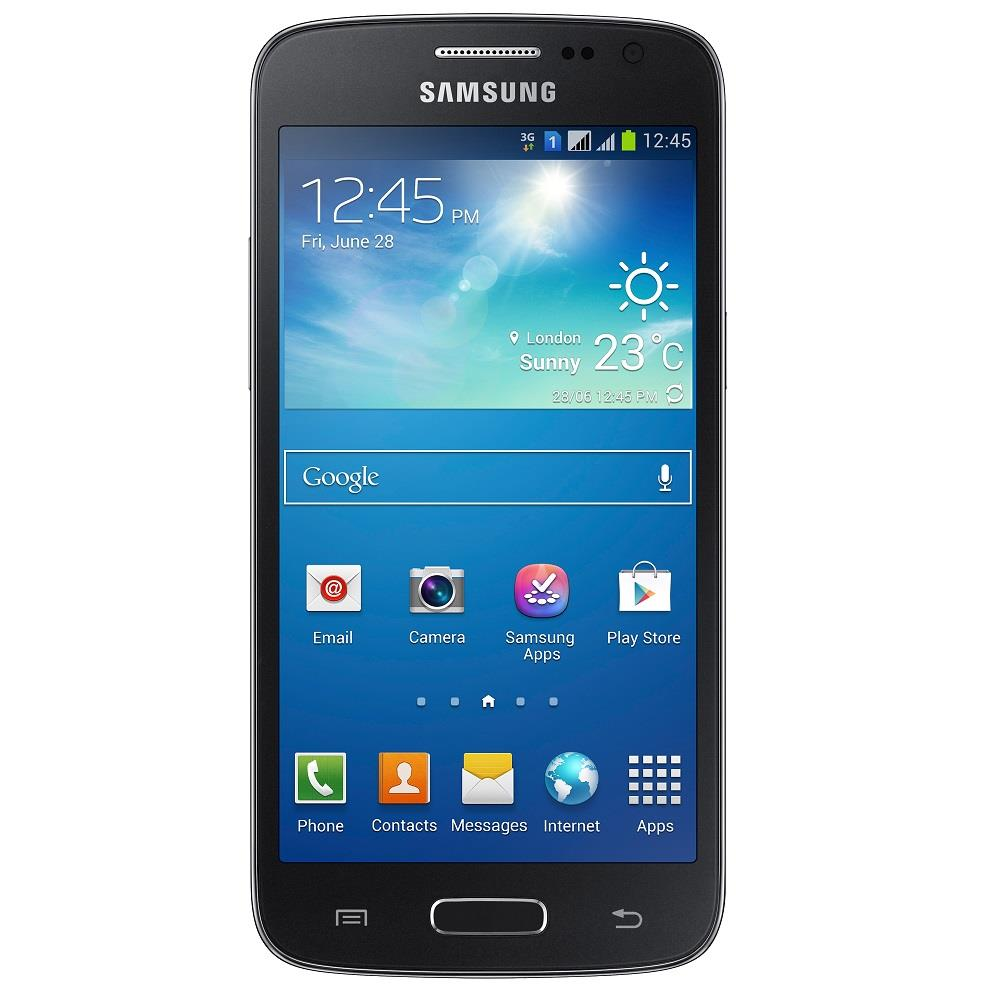 SAMSUNG
3G 1 12:45
12:45 PM
Fri, June 28
London
Sunny 23°C
28/06 12:45 PM
Google
@
Email Camera Samsung Apps Play Store
Phone Contacts Messages Internet Apps